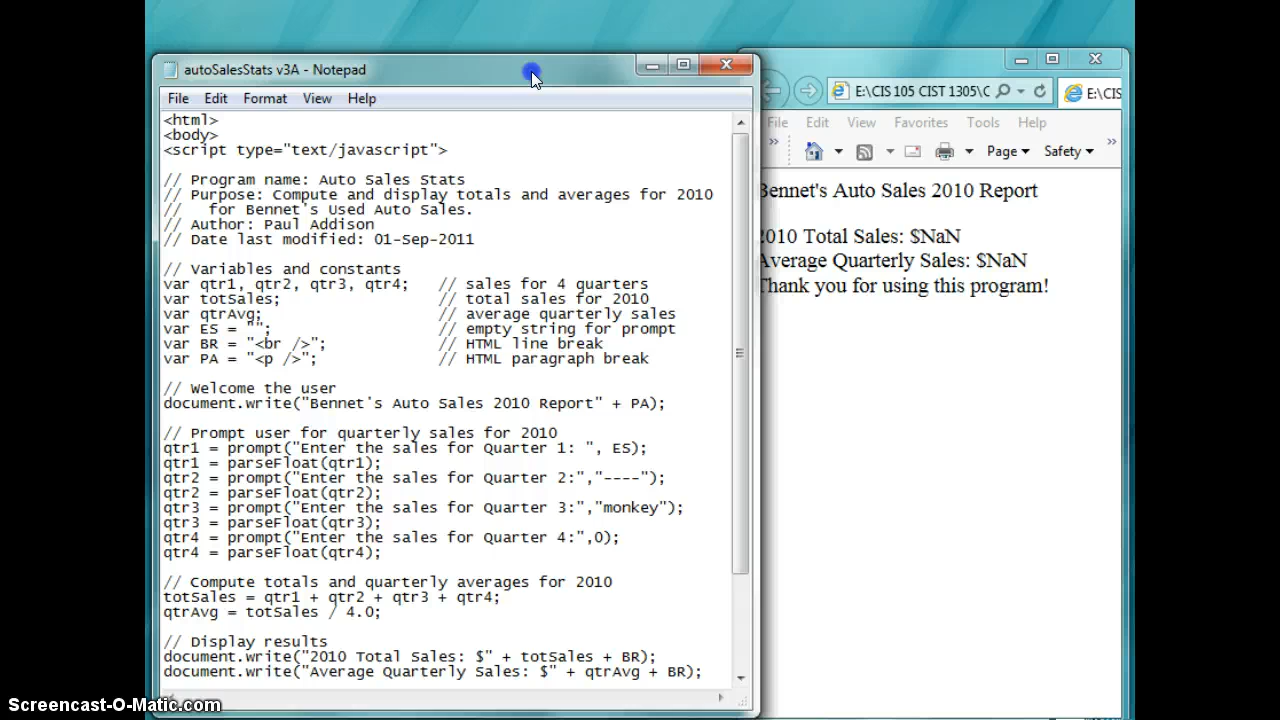 autoSalesStats v3A - Notepad
File Edit Format View Help
<html>
<body>
<script type="text/javascript">
// Program name: Auto Sales Stats
// Purpose: Compute and display totals and averages for 2010
//   for Bennet's Used Auto Sales.
// Author: Paul Addison
// Date last modified: 01-Sep-2011
// Variables and constants
var qtr1, qtr2, qtr3, qtr4;   // sales for 4 quarters
var totSales;                 // total sales for 2010
var qtrAvg;                   // average quarterly sales
var ES = "";                  // empty string for prompt
var BR = "<br />";            // HTML line break
var PA = "<p />";             // HTML paragraph break
// Welcome the user
document.write("Bennet's Auto Sales 2010 Report" + PA);
// Prompt user for quarterly sales for 2010
qtr1 = prompt("Enter the sales for Quarter 1: ", ES);
qtr1 = parseFloat(qtr1);
qtr2 = prompt("Enter the sales for Quarter 2:","----");
qtr2 = parseFloat(qtr2);
qtr3 = prompt("Enter the sales for Quarter 3:","monkey");
qtr3 = parseFloat(qtr3);
qtr4 = prompt("Enter the sales for Quarter 4:",0);
qtr4 = parseFloat(qtr4);
// Compute totals and quarterly averages for 2010
totSales = qtr1 + qtr2 + qtr3 + qtr4;
qtrAvg = totSales / 4.0;
// Display results
document.write("2010 Total Sales: $" + totSales + BR);
document.write("Average Quarterly Sales: $" + qtrAvg + BR);
E:\CIS 105 CIST 1305\C
E:\CIS
File Edit View Favorites Tools Help
Page Safety
Bennet's Auto Sales 2010 Report
2010 Total Sales: $NaN
Average Quarterly Sales: $NaN
Thank you for using this program!
Screencast-O-Matic.com